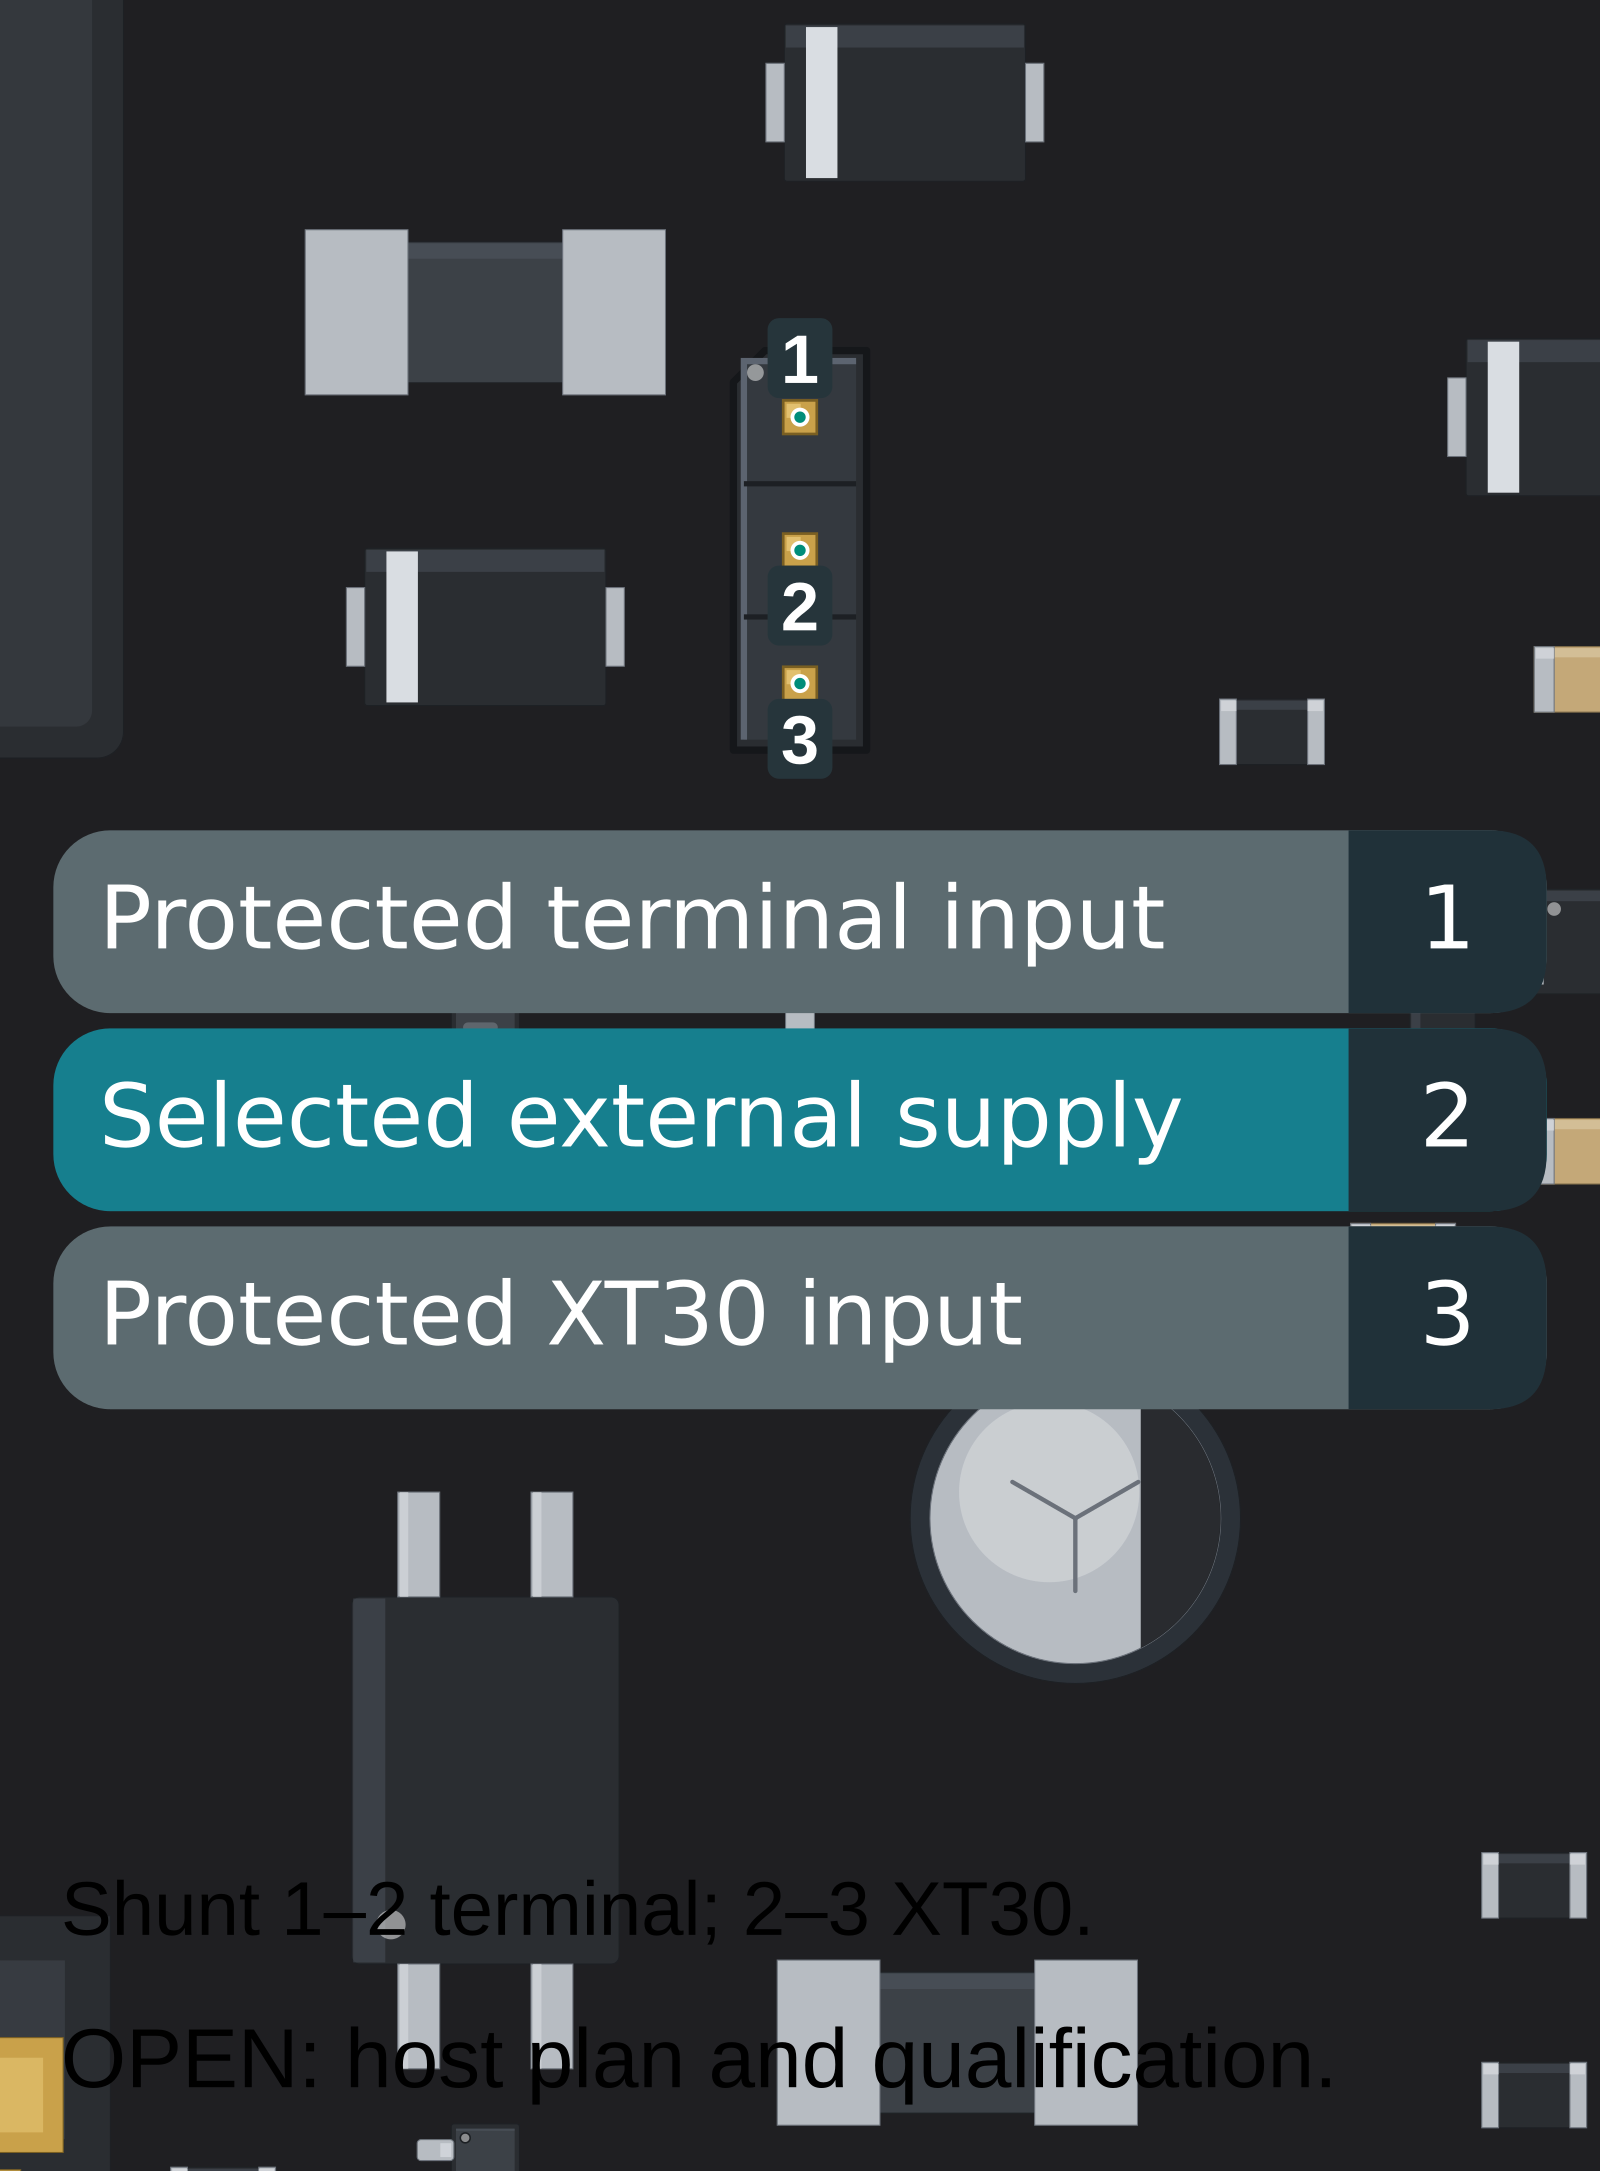 1
2
3
Protected terminal input 1
Selected external supply 2
Protected XT30 input 3
Shunt 1–2 terminal; 2–3 XT30.
OPEN: host plan and qualification.